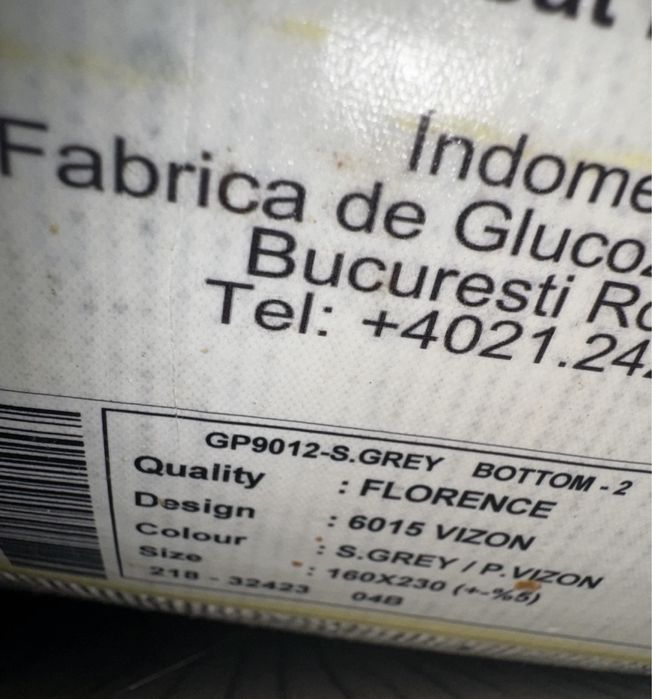 Indome
Fabrica de Gluco
Bucuresti R
Tel: +4021.24
GP9012-S.GREY BOTTOM - 2
Quality : FLORENCE
Design : 6015 VIZON
Colour : S.GREY / P.VIZON
Size : 160X230 (+-%5)
218 - 32423 04B